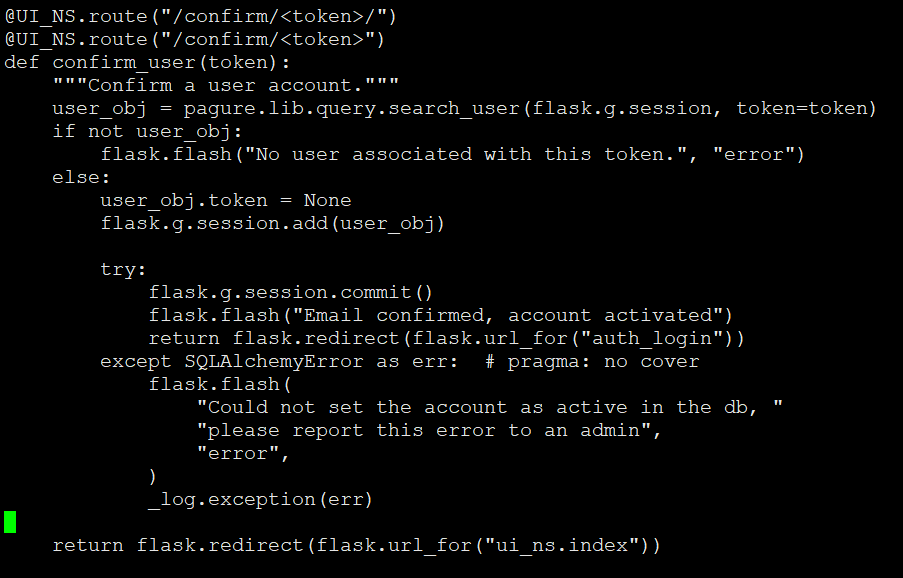 @UI_NS.route("/confirm/<token>/")
@UI_NS.route("/confirm/<token>")
def confirm_user(token):
    """Confirm a user account."""
    user_obj = pagure.lib.query.search_user(flask.g.session, token=token)
    if not user_obj:
        flask.flash("No user associated with this token.", "error")
    else:
        user_obj.token = None
        flask.g.session.add(user_obj)

        try:
            flask.g.session.commit()
            flask.flash("Email confirmed, account activated")
            return flask.redirect(flask.url_for("auth_login"))
        except SQLAlchemyError as err:  # pragma: no cover
            flask.flash(
                "Could not set the account as active in the db, "
                "please report this error to an admin",
                "error",
            )
            _log.exception(err)

    return flask.redirect(flask.url_for("ui_ns.index"))